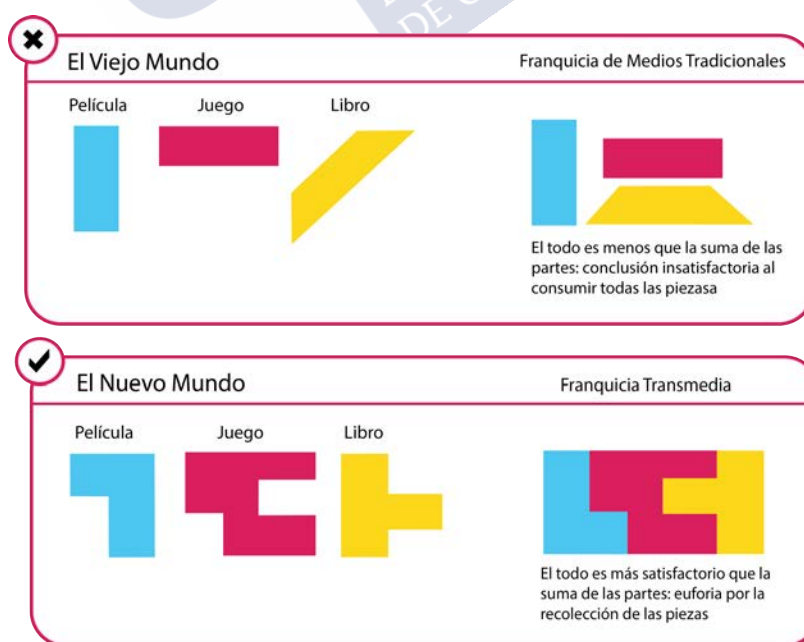 DE
El Viejo Mundo
Franquicia de Medios Tradicionales
Película Juego Libro
El todo es menos que la suma de las
partes: conclusión insatisfactoria al
consumir todas las piezasa
El Nuevo Mundo
Franquicia Transmedia
Película Juego Libro
El todo es más satisfactorio que la
suma de las partes: euforia por la
recolección de las piezas